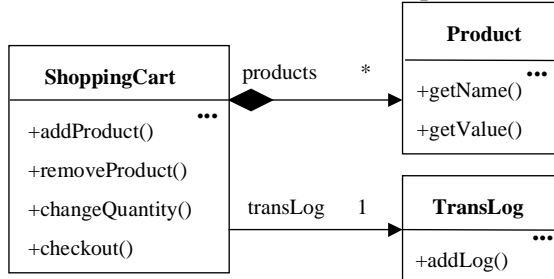 ShoppingCart
...
+addProduct()
+removeProduct()
+changeQuantity()
+checkout()
products *
transLog 1
Product
...
+getName()
+getValue()
TransLog
...
+addLog()